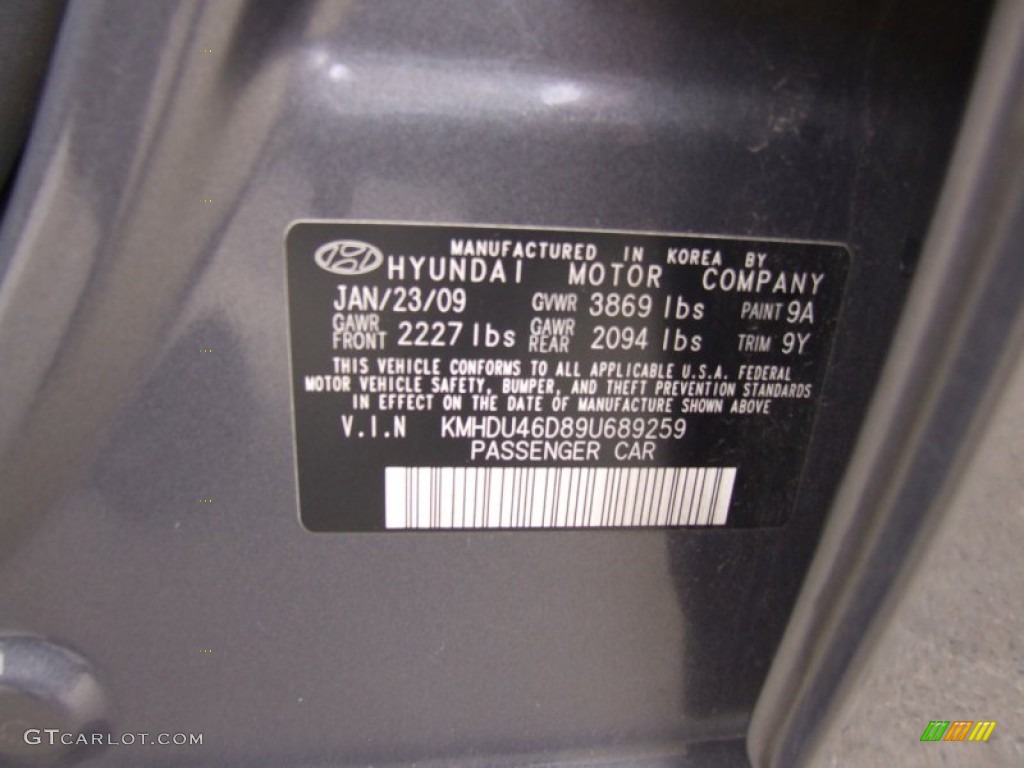 MANUFACTURED IN KOREA BY
HYUNDAI MOTOR COMPANY
JAN/23/09 GVWR 3869 lbs PAINT 9A
GAWR FRONT 2227 lbs GAWR REAR 2094 lbs TRIM 9Y
THIS VEHICLE CONFORMS TO ALL APPLICABLE U.S.A. FEDERAL
MOTOR VEHICLE SAFETY, BUMPER, AND THEFT PREVENTION STANDARDS
IN EFFECT ON THE DATE OF MANUFACTURE SHOWN ABOVE
V.I.N KMHDU46D89U689259
PASSENGER CAR
GTCARLOT.COM